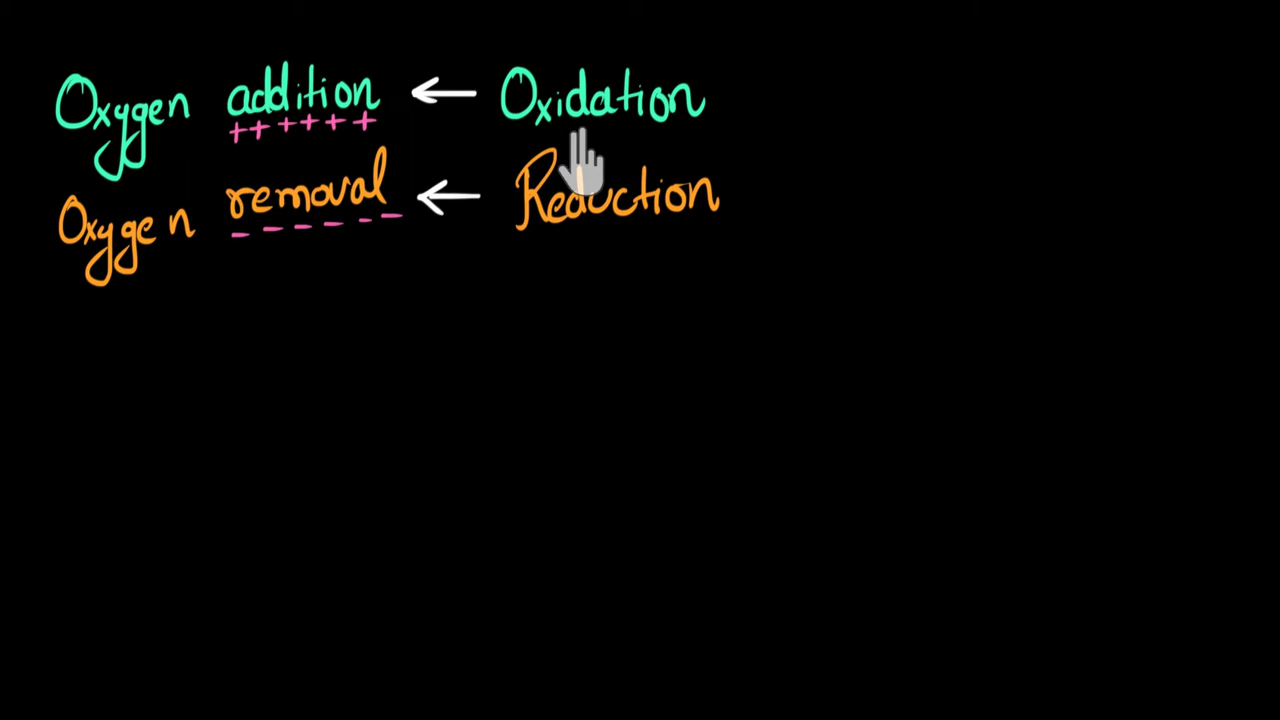 Oxygen addition ← Oxidation
++++++
Oxygen removal ← Reduction